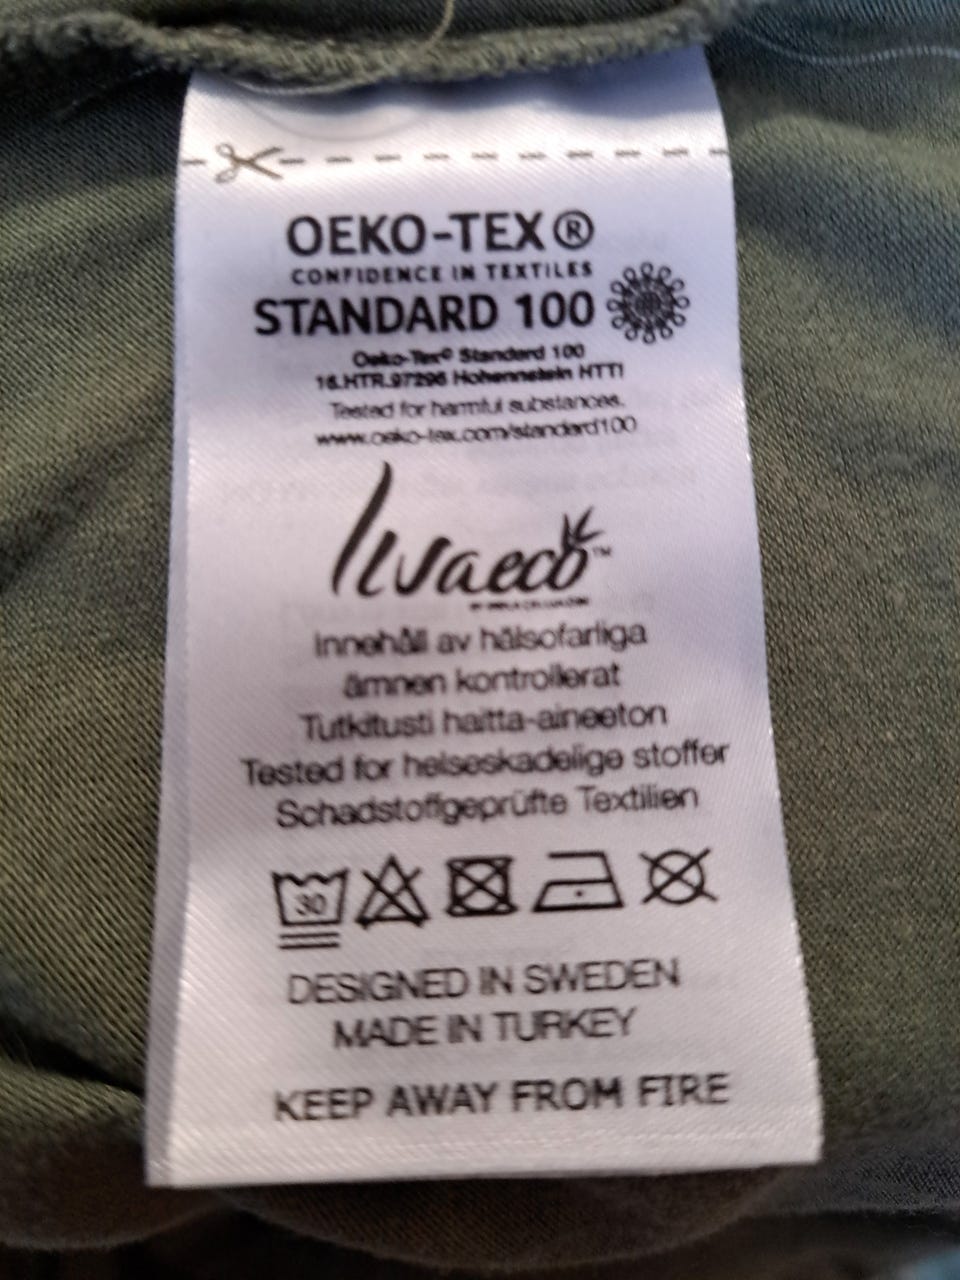 OEKO-TEX®
CONFIDENCE IN TEXTILES
STANDARD 100
Oeko-Tex® Standard 100
16.HTR.97296 Hohennstein HTTI
Tested for harmful substances.
www.oeko-tex.com/standard100
Livaeco™
Innehåll av hälsofarliga
ämnen kontrollerat
Tutkitusti haitta-aineeton
Tested for helseskadelige stoffer
Schadstoffgeprüfte Textilien
30
DESIGNED IN SWEDEN
MADE IN TURKEY
KEEP AWAY FROM FIRE